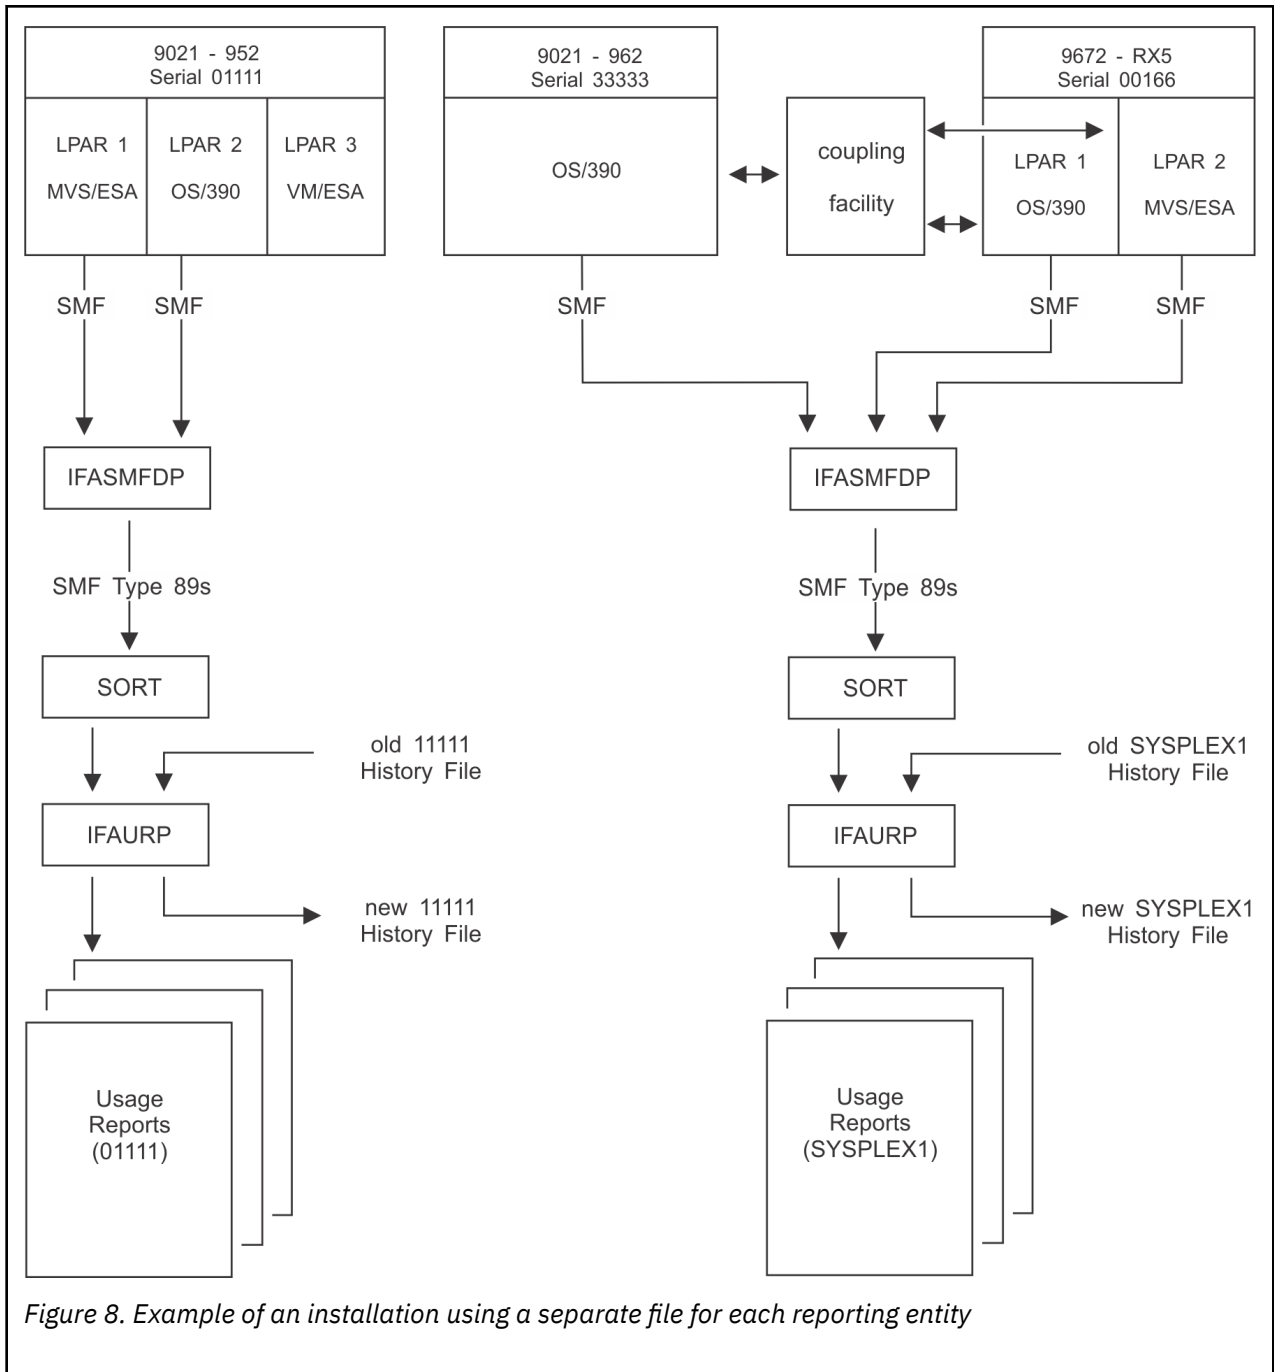 9021 - 952
Serial 01111
LPAR 1
MVS/ESA
LPAR 2
OS/390
LPAR 3
VM/ESA
9021 - 962
Serial 33333
OS/390
coupling
facility
9672 - RX5
Serial 00166
LPAR 1
OS/390
LPAR 2
MVS/ESA
SMF
SMF
SMF
SMF
SMF
IFASMFDP
SMF Type 89s
SORT
old 11111
History File
IFAURP
new 11111
History File
Usage
Reports
(01111)
IFASMFDP
SMF Type 89s
SORT
old SYSPLEX1
History File
IFAURP
new SYSPLEX1
History File
Usage
Reports
(SYSPLEX1)
Figure 8. Example of an installation using a separate file for each reporting entity